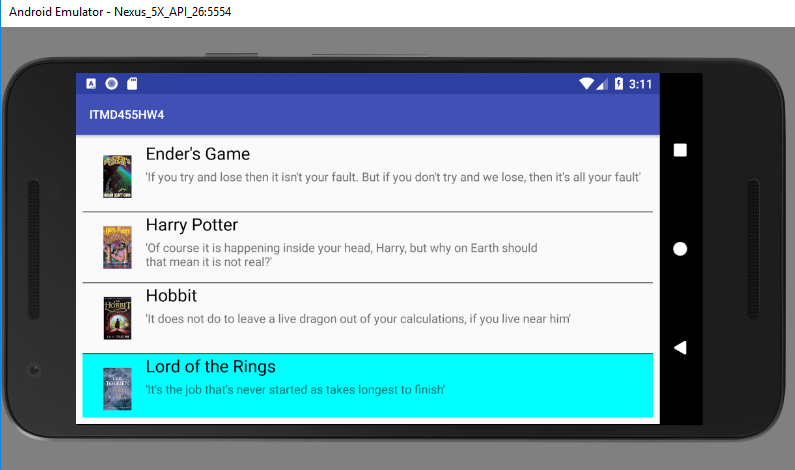 Android Emulator - Nexus_5X_API_26:5554
3:11
ITMD455HW4
Ender's Game
'If you try and lose then it isn't your fault. But if you don't try and we lose, then it's all your fault'
Harry Potter
'Of course it is happening inside your head, Harry, but why on Earth should
that mean it is not real?'
Hobbit
'It does not do to leave a live dragon out of your calculations, if you live near him'
HOBBIT
Lord of the Rings
'It's the job that's never started as takes longest to finish'
TOLKIEN